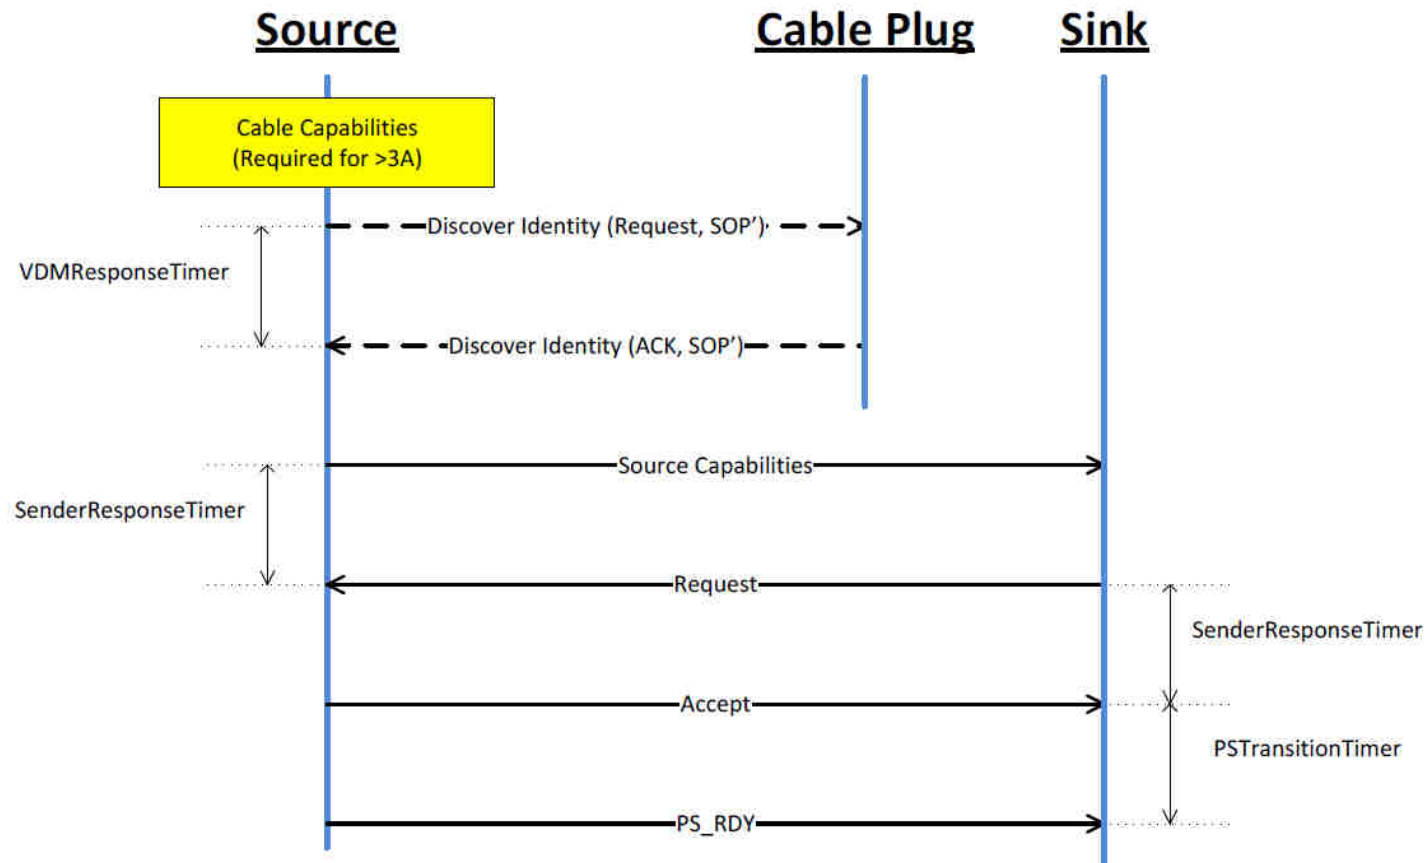 Source
Cable Plug
Sink
Cable Capabilities
(Required for >3A)
Discover Identity (Request, SOP')
VDMResponseTimer
Discover Identity (ACK, SOP')
Source Capabilities
SenderResponseTimer
Request
SenderResponseTimer
Accept
PSTransitionTimer
PS_RDY